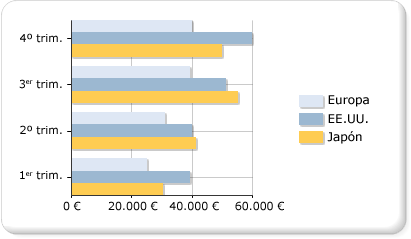 4º trim.
3er trim.
2º trim.
1er trim.
0 € 20.000 € 40.000 € 60.000 €
Europa
EE.UU.
Japón